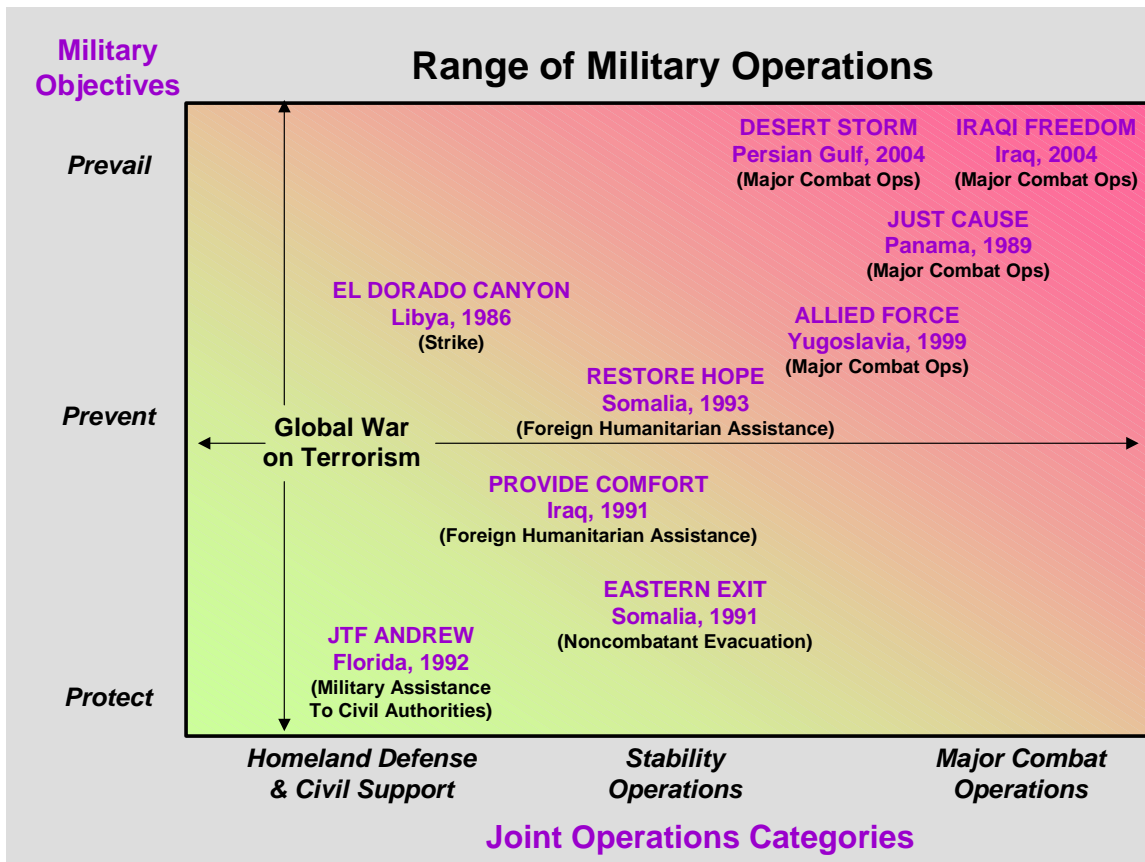 Military
Objectives
Range of Military Operations
Prevail
DESERT STORM
Persian Gulf, 2004
(Major Combat Ops)
IRAQI FREEDOM
Iraq, 2004
(Major Combat Ops)
JUST CAUSE
Panama, 1989
(Major Combat Ops)
EL DORADO CANYON
Libya, 1986
(Strike)
ALLIED FORCE
Yugoslavia, 1999
(Major Combat Ops)
RESTORE HOPE
Somalia, 1993
(Foreign Humanitarian Assistance)
Prevent
Global War
on Terrorism
PROVIDE COMFORT
Iraq, 1991
(Foreign Humanitarian Assistance)
EASTERN EXIT
Somalia, 1991
(Noncombatant Evacuation)
JTF ANDREW
Florida, 1992
(Military Assistance
To Civil Authorities)
Protect
Homeland Defense
& Civil Support
Stability
Operations
Major Combat
Operations
Joint Operations Categories